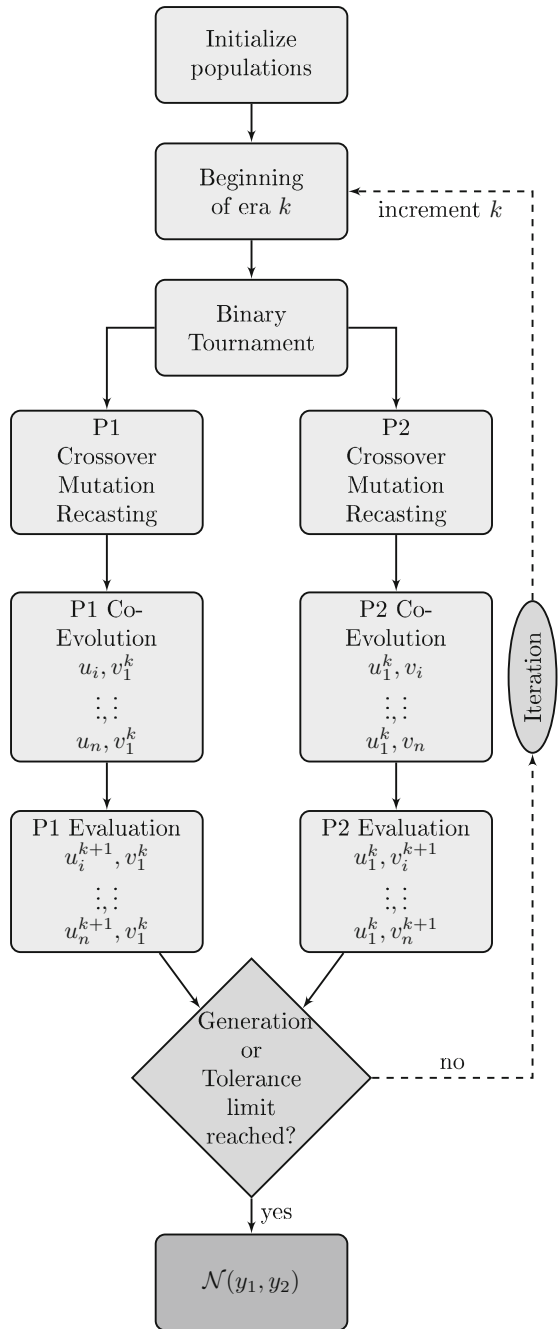 Initialize
populations
Beginning
of era k
increment k
Binary
Tournament
P1
Crossover
Mutation
Recasting
P2
Crossover
Mutation
Recasting
P1 Co-
Evolution
u_i, v_1^k
⋮, ⋮
u_n, v_1^k
P2 Co-
Evolution
u_1^k, v_i
⋮, ⋮
u_1^k, v_n
Iteration
P1 Evaluation
u_i^{k+1}, v_1^k
⋮, ⋮
u_n^{k+1}, v_1^k
P2 Evaluation
u_1^k, v_i^{k+1}
⋮, ⋮
u_1^k, v_n^{k+1}
Generation
or
Tolerance
limit
reached?
no
yes
𝒩(y_1, y_2)